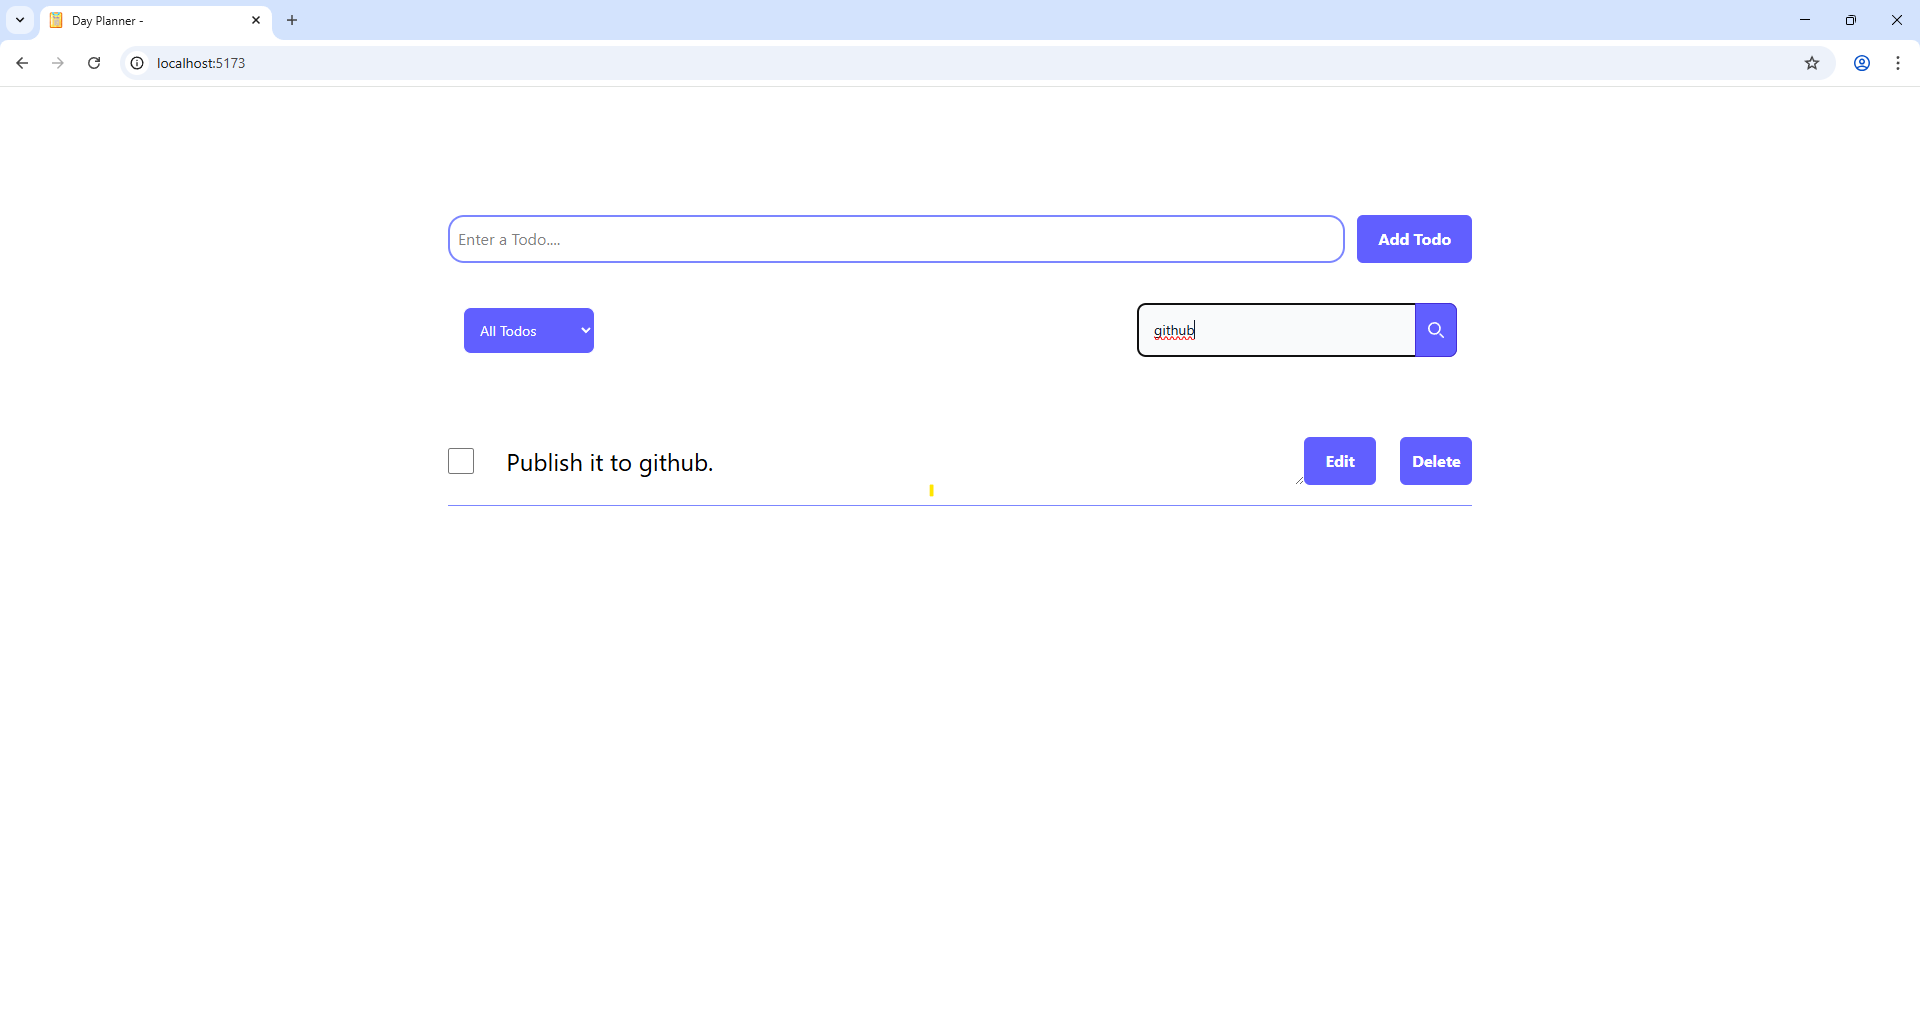 Day Planner -
localhost:5173
Enter a Todo....
Add Todo
All Todos
github
Publish it to github.
Edit
Delete